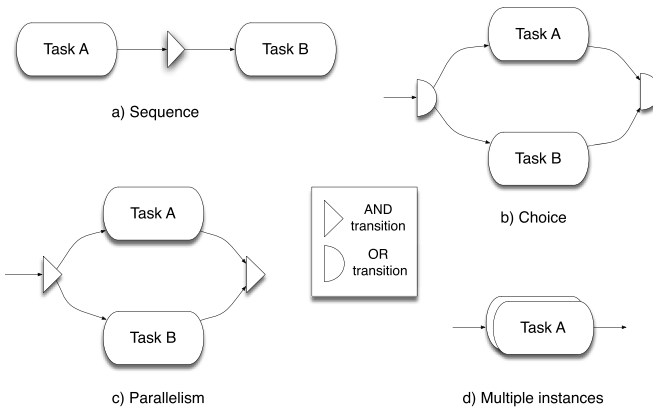 Task A
Task B
a) Sequence
Task A
Task B
b) Choice
Task A
Task B
c) Parallelism
AND
transition
OR
transition
Task A
d) Multiple instances